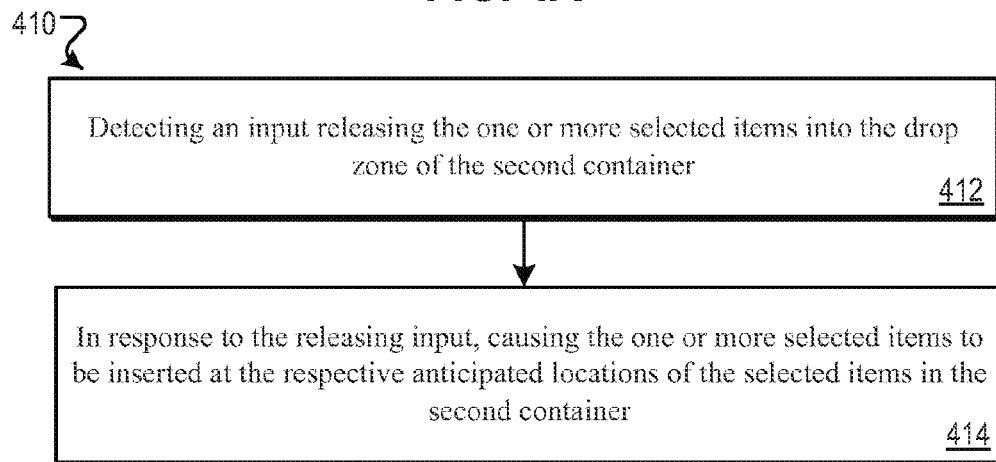 410
Detecting an input releasing the one or more selected items into the drop
zone of the second container
412
In response to the releasing input, causing the one or more selected items to
be inserted at the respective anticipated locations of the selected items in the
second container
414